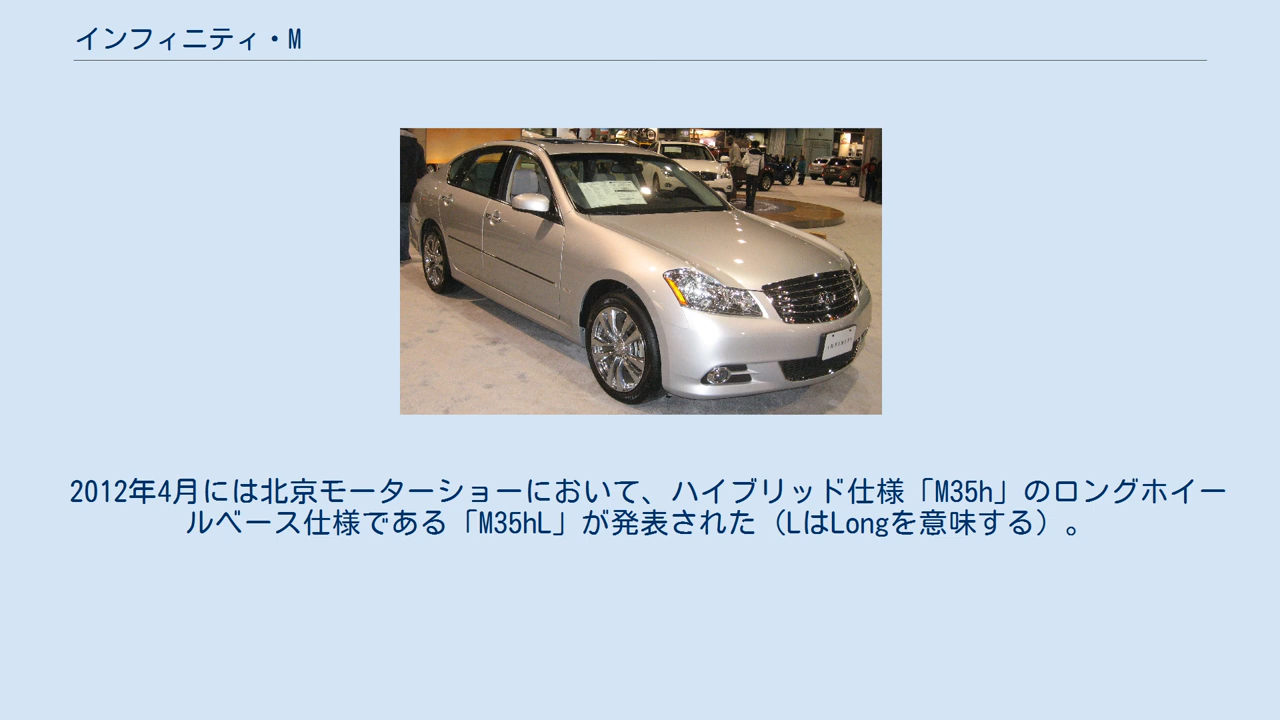 インフィニティ・M
INFINITI
2012年4月には北京モーターショーにおいて、ハイブリッド仕様「M35h」のロングホイー
ルベース仕様である「M35hL」が発表された（LはLongを意味する）。